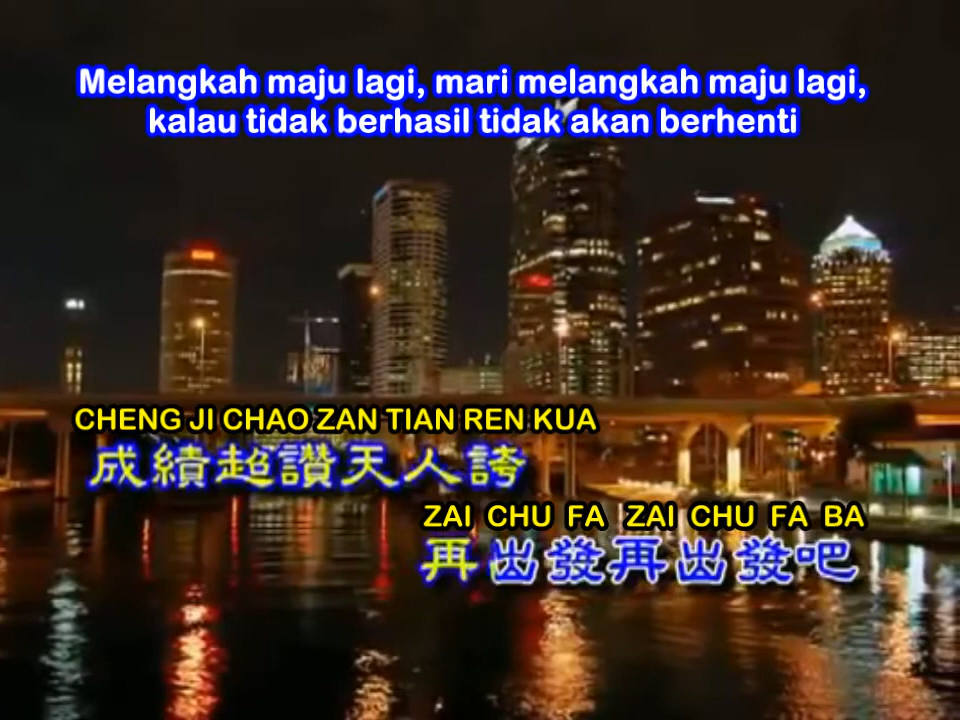 Melangkah maju lagi, mari melangkah maju lagi,
kalau tidak berhasil tidak akan berhenti
CHENG JI CHAO ZAN TIAN REN KUA
成績超讚天人誇
ZAI CHU FA ZAI CHU FA BA
再出發再出發吧